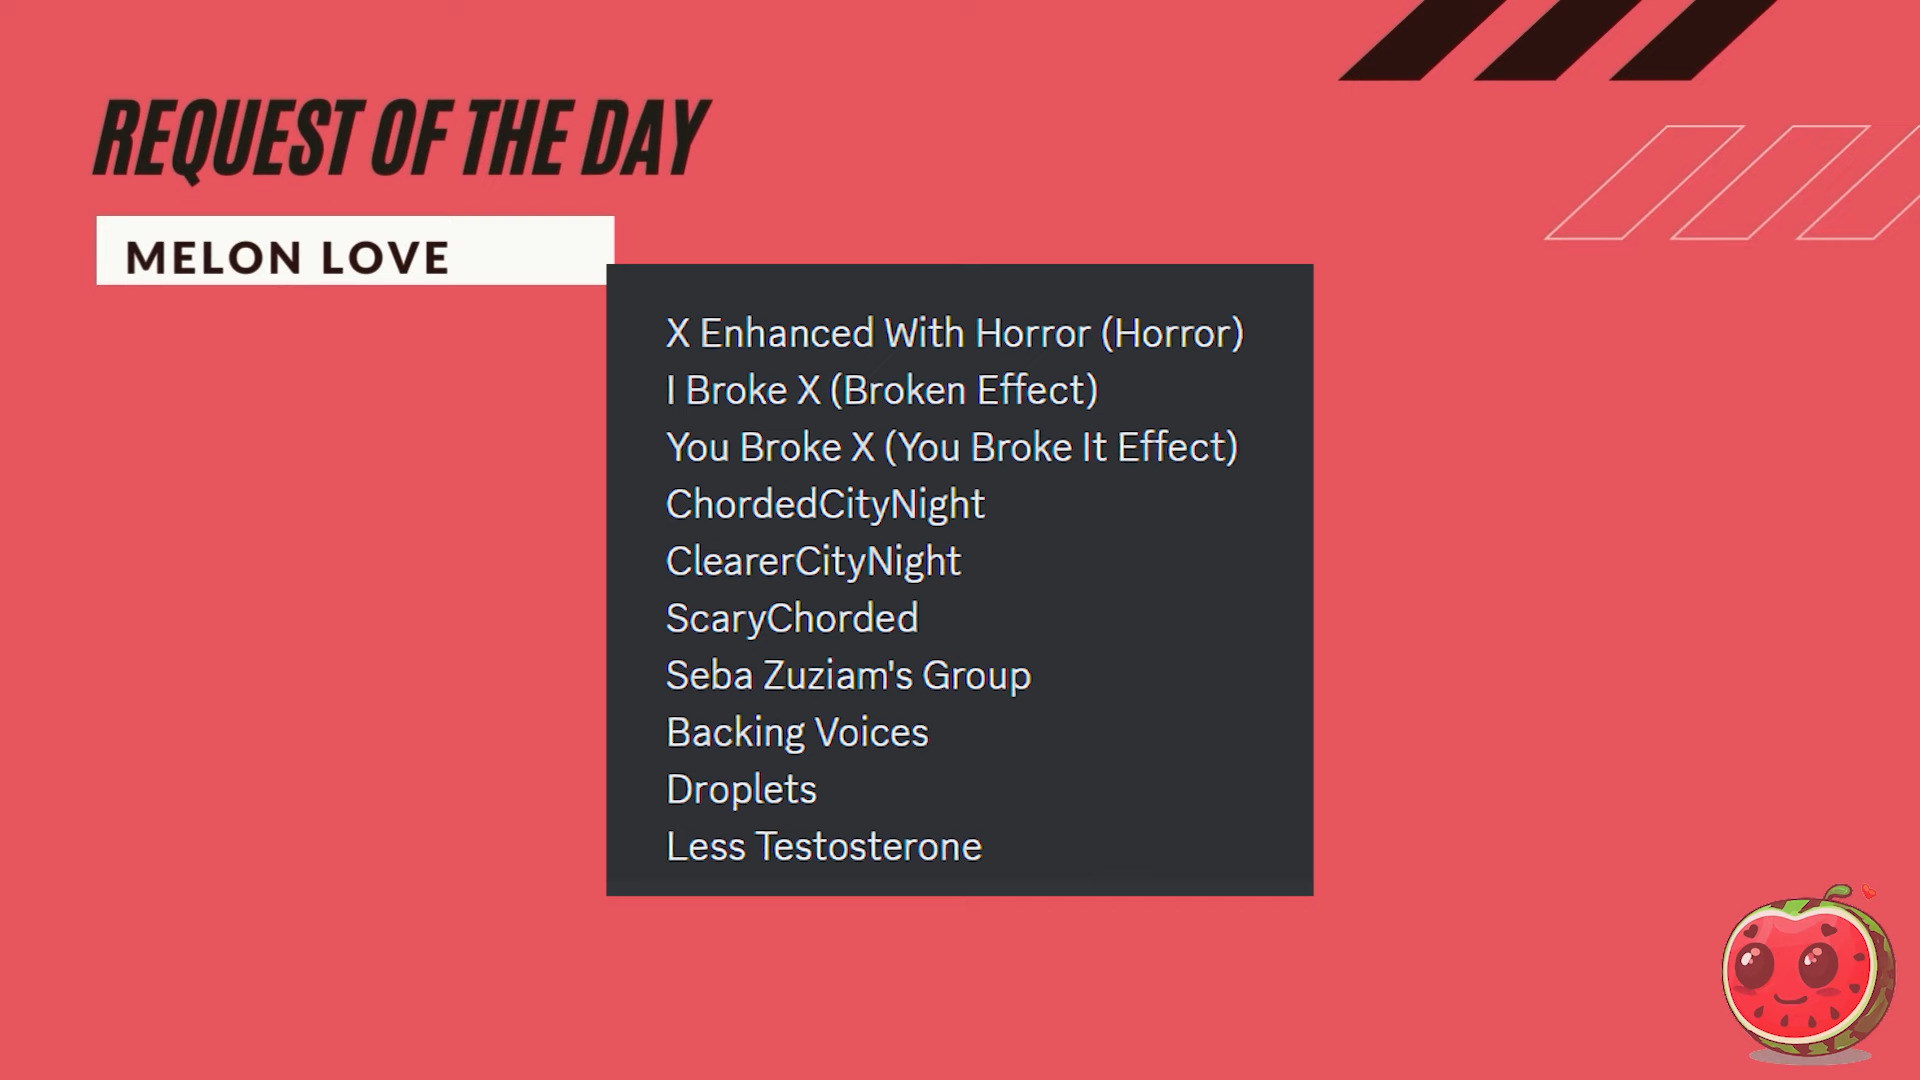 REQUEST OF THE DAY
MELON LOVE
X Enhanced With Horror (Horror)
I Broke X (Broken Effect)
You Broke X (You Broke It Effect)
ChordedCityNight
ClearerCityNight
ScaryChorded
Seba Zuziam's Group
Backing Voices
Droplets
Less Testosterone